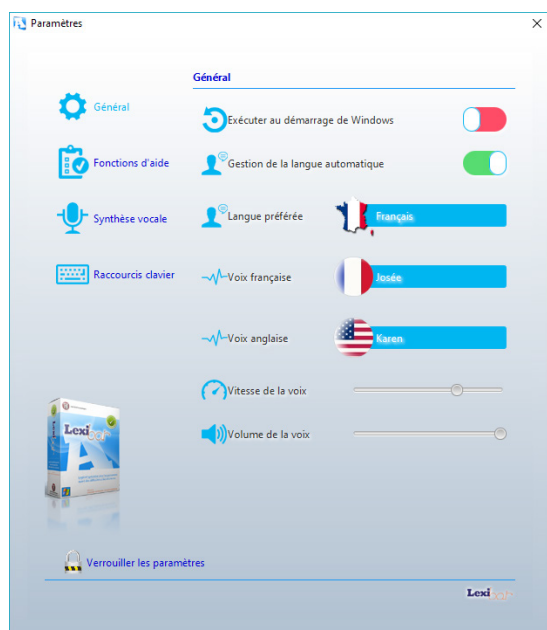 Paramètres
Général
Fonctions d'aide
Synthèse vocale
Raccourcis clavier
Général
Exécuter au démarrage de Windows
Gestion de la langue automatique
Langue préférée
Français
Voix française
Josée
Voix anglaise
Karen
Vitesse de la voix
Volume de la voix
Lexibar
Verrouiller les paramètres
Lexibar